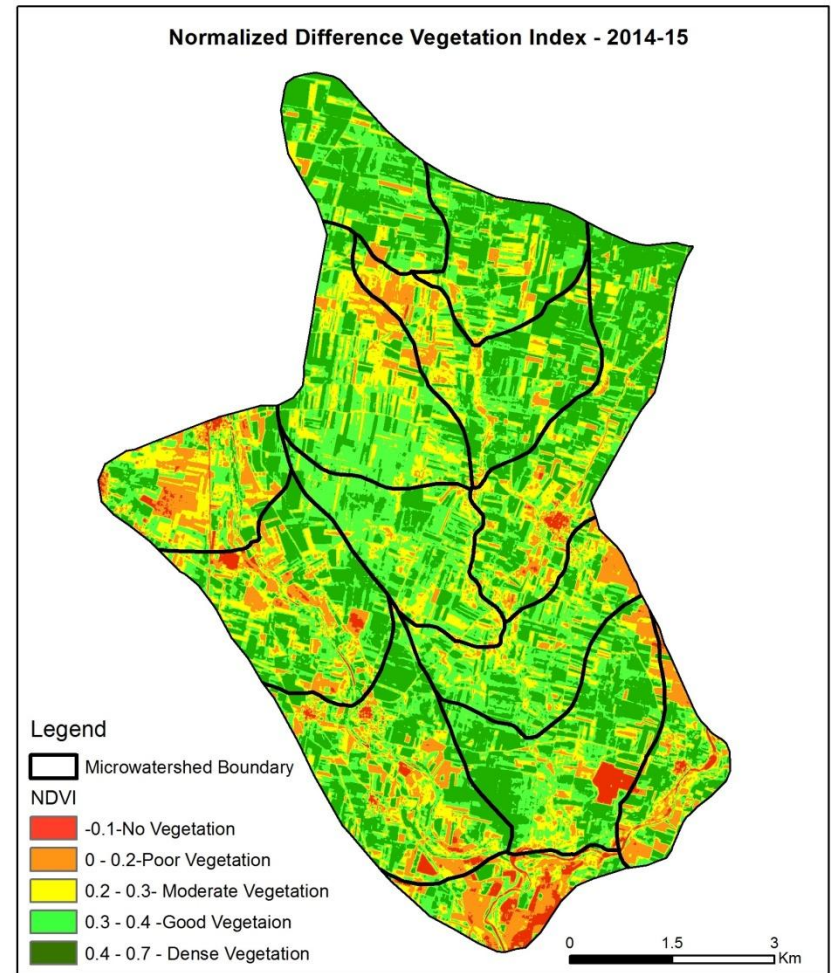 Normalized Difference Vegetation Index - 2014-15
Legend
Microwatershed Boundary
NDVI
-0.1-No Vegetation
0 - 0.2-Poor Vegetation
0.2 - 0.3- Moderate Vegetation
0.3 - 0.4 -Good Vegetaion
0.4 - 0.7 - Dense Vegetation
0 1.5 3
Km